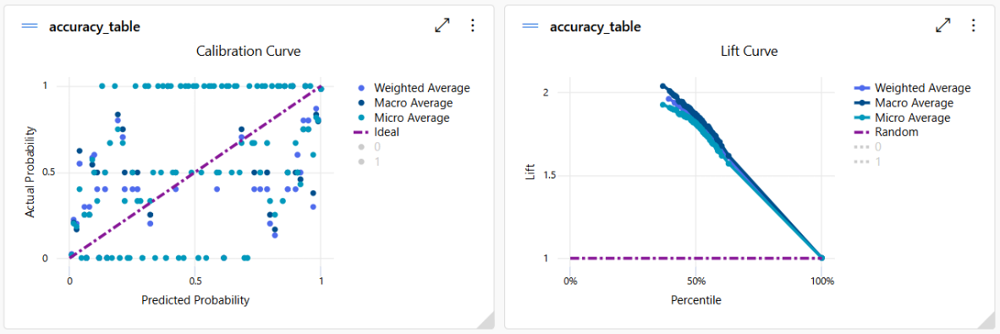 accuracy_table
Calibration Curve
1
0.5
0
Actual Probability
0
0.5
1
Predicted Probability
Weighted Average
Macro Average
Micro Average
Ideal
0
1
accuracy_table
Lift Curve
2
1.5
1
Lift
0%
50%
100%
Percentile
Weighted Average
Macro Average
Micro Average
Random
0
1